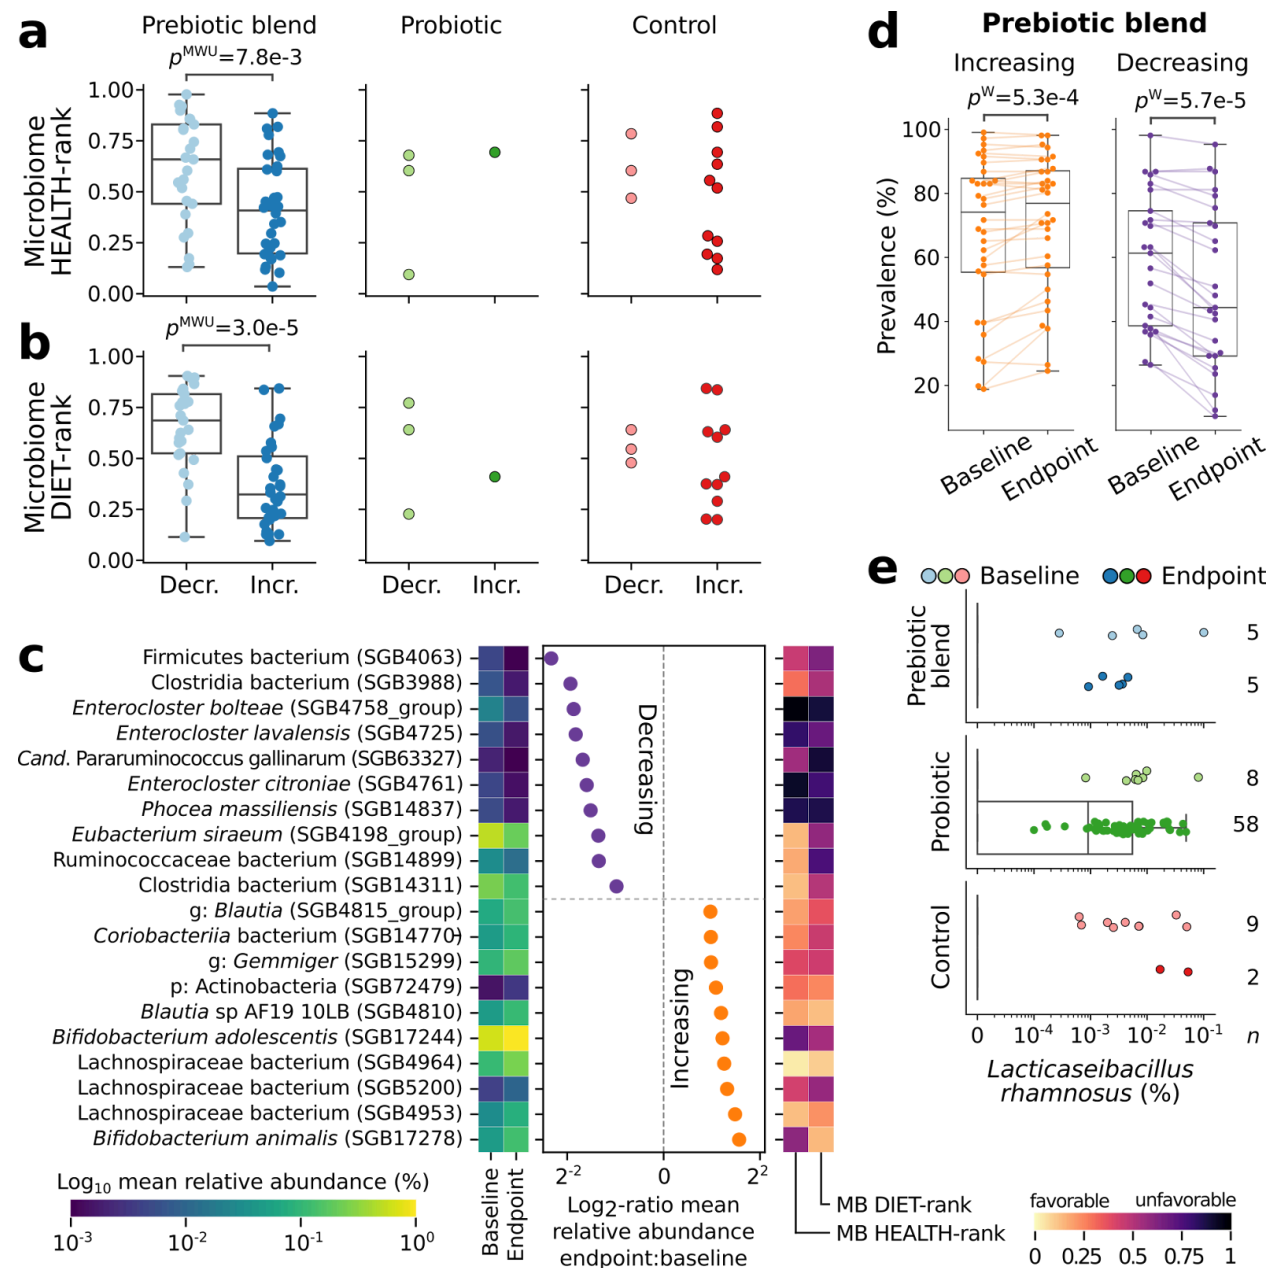 a
Prebiotic blend
Probiotic
Control
pMWU=7.8e-3
Microbiome
HEALTH-rank
1.00
0.75
0.50
0.25
0.00
b
pMWU=3.0e-5
Microbiome
DIET-rank
1.00
0.75
0.50
0.25
0.00
Decr.
Incr.
Decr.
Incr.
Decr.
Incr.
c
Firmicutes bacterium (SGB4063)
Clostridia bacterium (SGB3988)
Enterocloster bolteae (SGB4758_group)
Enterocloster lavalensis (SGB4725)
Cand. Pararuminococcus gallinarum (SGB63327)
Enterocloster citroniae (SGB4761)
Phocea massiliensis (SGB14837)
Eubacterium siraeum (SGB4198_group)
Ruminococcaceae bacterium (SGB14899)
Clostridia bacterium (SGB14311)
g: Blautia (SGB4815_group)
Coriobacteriia bacterium (SGB14770)
g: Gemmiger (SGB15299)
p: Actinobacteria (SGB72479)
Blautia sp AF19 10LB (SGB4810)
Bifidobacterium adolescentis (SGB17244)
Lachnospiraceae bacterium (SGB4964)
Lachnospiraceae bacterium (SGB5200)
Lachnospiraceae bacterium (SGB4953)
Bifidobacterium animalis (SGB17278)
Decreasing
Increasing
Baseline
Endpoint
2-2
0
2²
Log2-ratio mean
relative abundance
endpoint:baseline
MB DIET-rank
MB HEALTH-rank
Log10 mean relative abundance (%)
10-3
10-2
10-1
10⁰
favorable
unfavorable
0
0.25
0.5
0.75
1
d
Prebiotic blend
Increasing
Decreasing
pW=5.3e-4
pW=5.7e-5
Prevalence (%)
100
80
60
40
20
Baseline
Endpoint
Baseline
Endpoint
e
Baseline
Endpoint
Prebiotic
blend
5
5
Probiotic
8
58
Control
9
2
0
10-4
10-3
10-2
10-1
n
Lacticaseibacillus
rhamnosus (%)